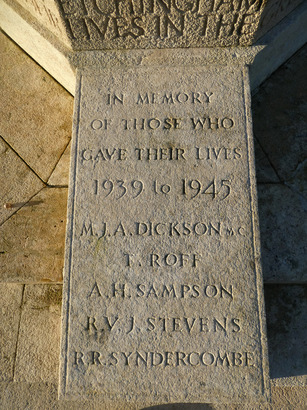 LIVES IN THE
IN MEMORY
OF THOSE WHO
GAVE THEIR LIVES
1939 to 1945
M.J.A. DICKSON M.C
T. ROFF
A.H. SAMPSON
R.V.J. STEVENS
R.R. SYNDERCOMBE